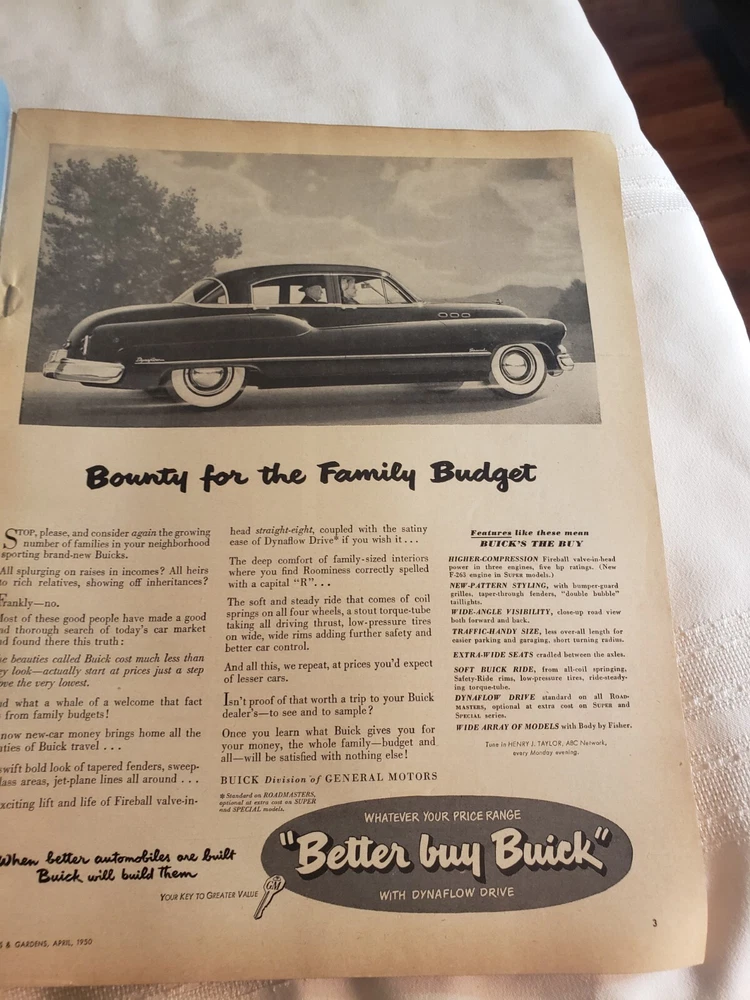 Bounty for the Family Budget
STOP, please, and consider again the growing
number of families in your neighborhood
sporting brand-new Buicks.
All splurging on raises in incomes? All heirs
to rich relatives, showing off inheritances?
Frankly—no.
Most of these good people have made a good
and thorough search of today's car market
and found there this truth:
beauties called Buick cost much less than
look—actually start at prices just a step
the very lowest.
what a whale of a welcome that fact
from family budgets!
now new-car money brings home all the
of Buick travel . . .
swift bold look of tapered fenders, sweep-
areas, jet-plane lines all around . . .
exciting lift and life of Fireball valve-in-
head straight-eight, coupled with the satiny
ease of Dynaflow Drive* if you wish it . . .
The deep comfort of family-sized interiors
where you find Roominess correctly spelled
with a capital "R" . . .
The soft and steady ride that comes of coil
springs on all four wheels, a stout torque-tube
taking all driving thrust, low-pressure tires
on wide, wide rims adding further safety and
better car control.
And all this, we repeat, at prices you'd expect
of lesser cars.
Isn't proof of that worth a trip to your Buick
dealer's—to see and to sample?
Once you learn what Buick gives you for
your money, the whole family—budget and
all—will be satisfied with nothing else!
BUICK Division of GENERAL MOTORS
* Standard on ROADMASTERS,
optional at extra cost on SUPER
and SPECIAL models.
Features like these mean
BUICK'S THE BUY
HIGHER-COMPRESSION Fireball valve-in-head
power in three engines, five hp ratings. (New
F-263 engine in SUPER models.)
NEW-PATTERN STYLING, with bumper-guard
grilles, taper-through fenders, "double bubble"
taillights.
WIDE-ANGLE VISIBILITY, close-up road view
both forward and back.
TRAFFIC-HANDY SIZE, less over-all length for
easier parking and garaging, short turning radius.
EXTRA-WIDE SEATS cradled between the axles.
SOFT BUICK RIDE, from all-coil springing,
Safety-Ride rims, low-pressure tires, ride-steady-
ing torque-tube.
DYNAFLOW DRIVE standard on all ROAD-
MASTERS, optional at extra cost on SUPER and
SPECIAL series.
WIDE ARRAY OF MODELS with Body by Fisher.
Tune in HENRY J. TAYLOR, ABC Network,
every Monday evening.
When better automobiles are built
Buick will build them
YOUR KEY TO GREATER VALUE
GM
WHATEVER YOUR PRICE RANGE
"Better buy Buick"
WITH DYNAFLOW DRIVE
& GARDENS, APRIL, 1950
3